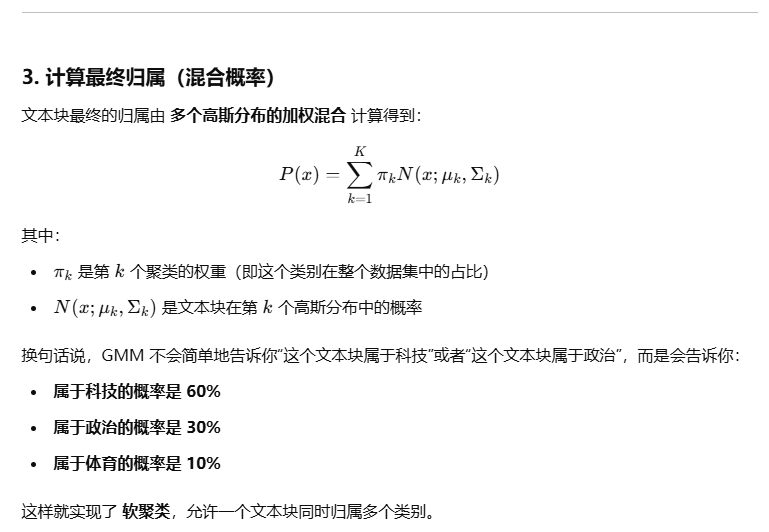 3. 计算最终归属（混合概率）
文本块最终的归属由 多个高斯分布的加权混合 计算得到：
P(x) = \sum_{k=1}^{K} \pi_k N(x; \mu_k, \Sigma_k)
其中：
• π_k 是第 k 个聚类的权重（即这个类别在整个数据集中的占比）
• N(x; μ_k, Σ_k) 是文本块在第 k 个高斯分布中的概率
换句话说，GMM 不会简单地告诉你“这个文本块属于科技”或者“这个文本块属于政治”，而是会告诉你：
• 属于科技的概率是 60%
• 属于政治的概率是 30%
• 属于体育的概率是 10%
这样就实现了 软聚类，允许一个文本块同时归属多个类别。